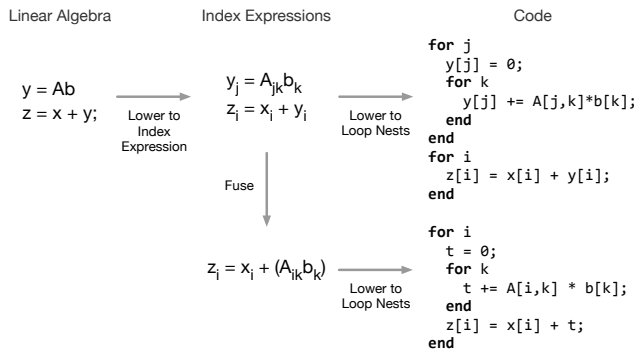 Linear Algebra
Index Expressions
Code
y = Ab
z = x + y;
Lower to
Index
Expression
y_j = A_jk b_k
z_i = x_i + y_i
Lower to
Loop Nests
for j
  y[j] = 0;
  for k
    y[j] += A[j,k]*b[k];
  end
end
for i
  z[i] = x[i] + y[i];
end
Fuse
z_i = x_i + (A_ik b_k)
Lower to
Loop Nests
for i
  t = 0;
  for k
    t += A[i,k] * b[k];
  end
  z[i] = x[i] + t;
end